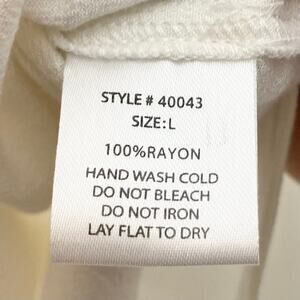 STYLE # 40043
SIZE:L
100%RAYON
HAND WASH COLD
DO NOT BLEACH
DO NOT IRON
LAY FLAT TO DRY